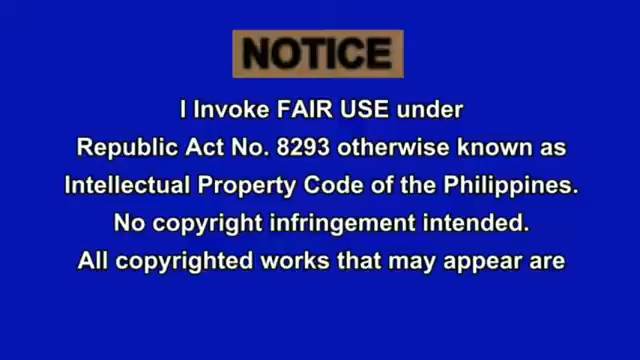 NOTICE
I Invoke FAIR USE under
Republic Act No. 8293 otherwise known as
Intellectual Property Code of the Philippines.
No copyright infringement intended.
All copyrighted works that may appear are